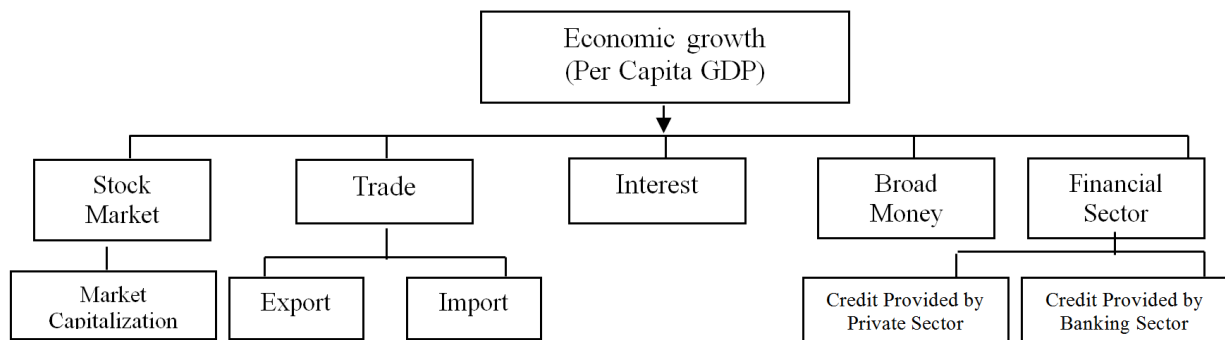 Economic growth
(Per Capita GDP)
Stock
Market
Trade
Interest
Broad
Money
Financial
Sector
Market
Capitalization
Export
Import
Credit Provided by
Private Sector
Credit Provided by
Banking Sector